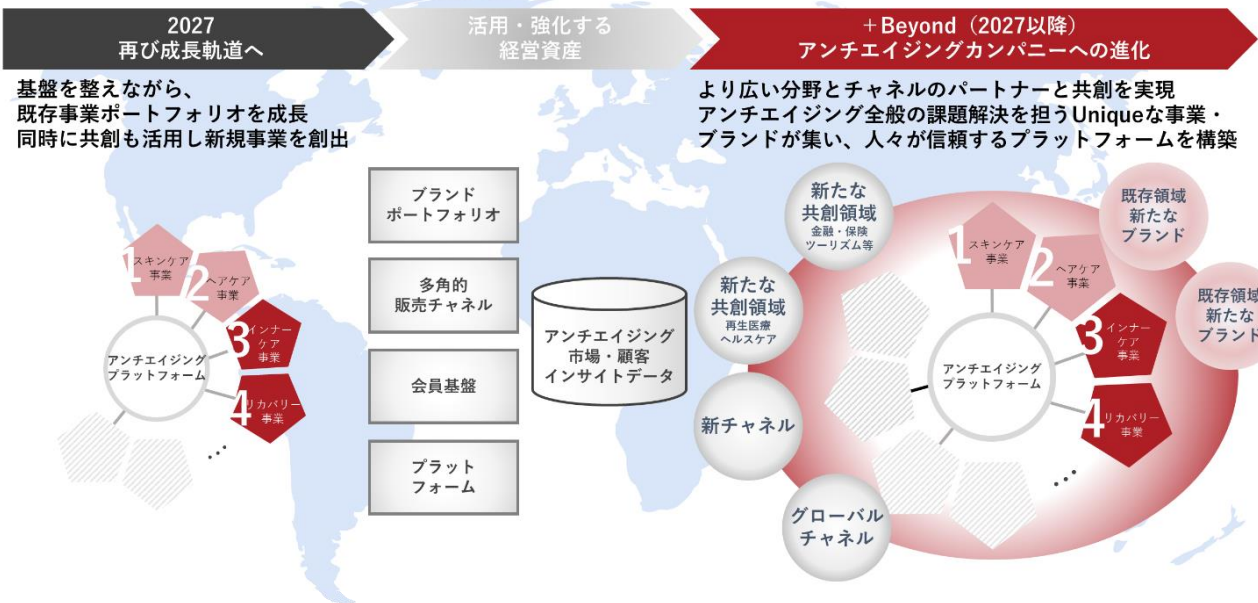 2027
再び成長軌道へ
活用・強化する
経営資産
+Beyond（2027以降）
アンチエイジングカンパニーへの進化
基盤を整えながら、
既存事業ポートフォリオを成長
同時に共創も活用し新規事業を創出
より広い分野とチャネルのパートナーと共創を実現
アンチエイジング全般の課題解決を担うUniqueな事業・
ブランドが集い、人々が信頼するプラットフォームを構築
1
スキンケア
事業
2
ヘアケア
事業
3
インナー
ケア
事業
4
リカバリー
事業
アンチエイジング
プラットフォーム
…
ブランド
ポートフォリオ
多角的
販売チャネル
会員基盤
プラット
フォーム
アンチエイジング
市場・顧客
インサイトデータ
新たな
共創領域
金融・保険
ツーリズム等
新たな
共創領域
再生医療
ヘルスケア
新チャネル
グローバル
チャネル
1
スキンケア
事業
2
ヘアケア
事業
3
インナー
ケア
事業
4
リカバリー
事業
アンチエイジング
プラットフォーム
…
既存領域
新たな
ブランド
既存領域
新たな
ブランド